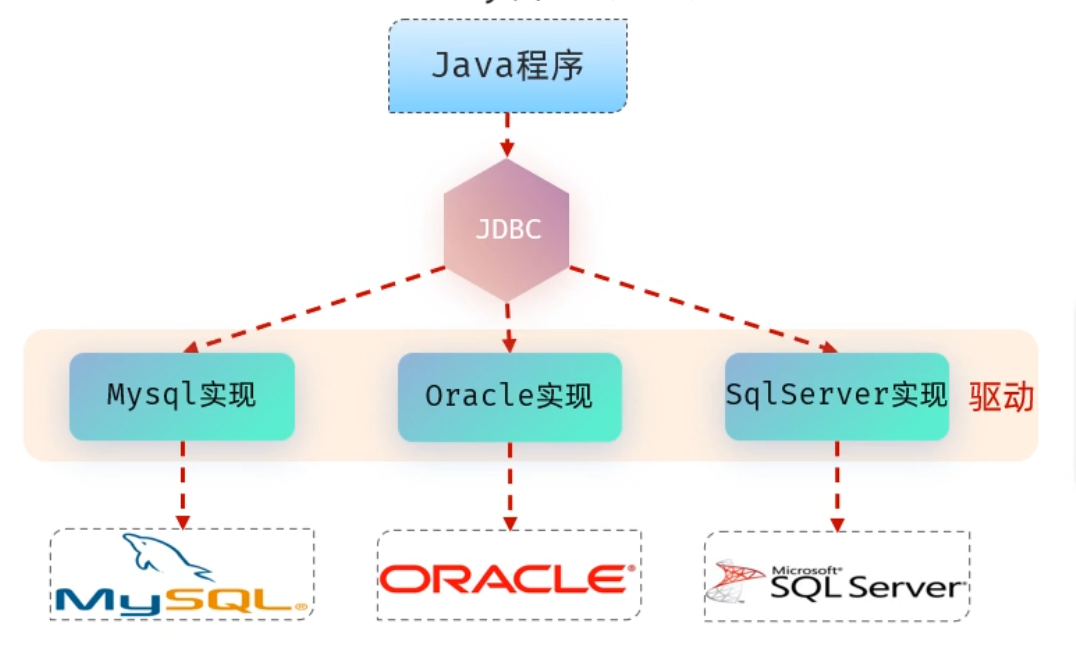 Java程序
JDBC
Mysql实现
Oracle实现
SqlServer实现
驱动
MySQL®
ORACLE®
Microsoft®
SQL Server®